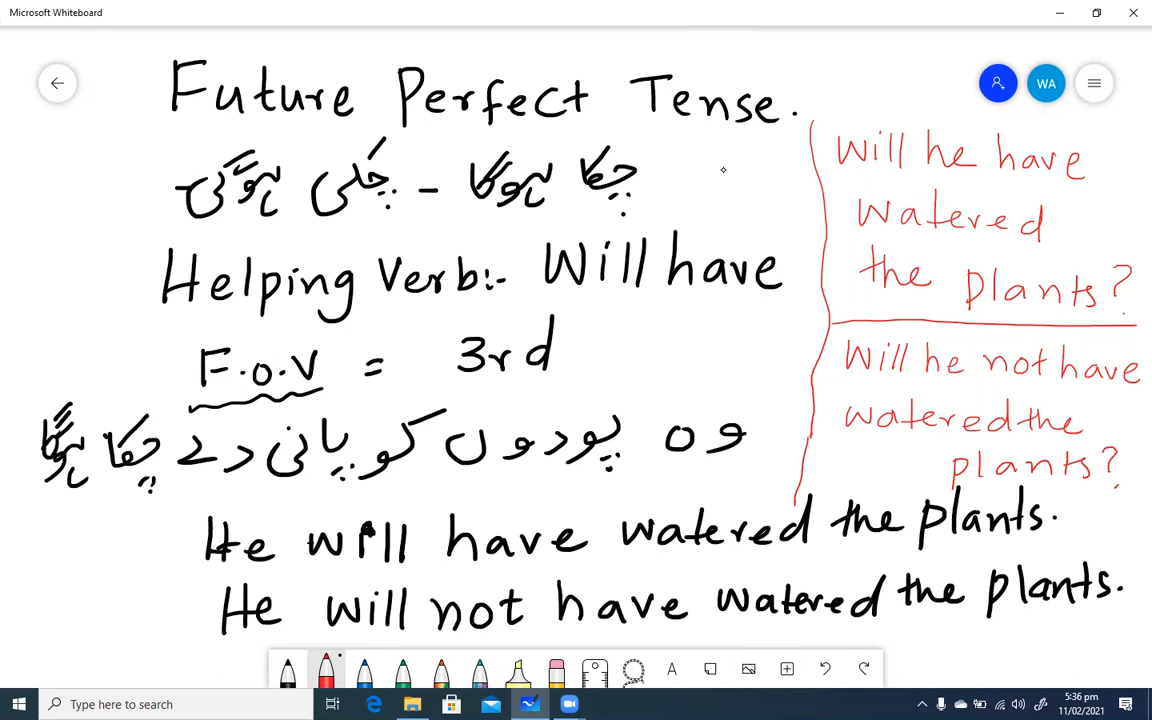 Microsoft Whiteboard
WA
Future Perfect Tense.
چکا ہوگا - چکی ہوگی
Helping Verb:- Will have
F.O.V = 3rd
وہ پودوں کو پانی دے چکا ہوگا
He will have watered the plants.
He will not have watered the plants.
Will he have
watered
the plants?
Will he not have
watered the
plants?
A
Type here to search
5:36 pm
11/02/2021